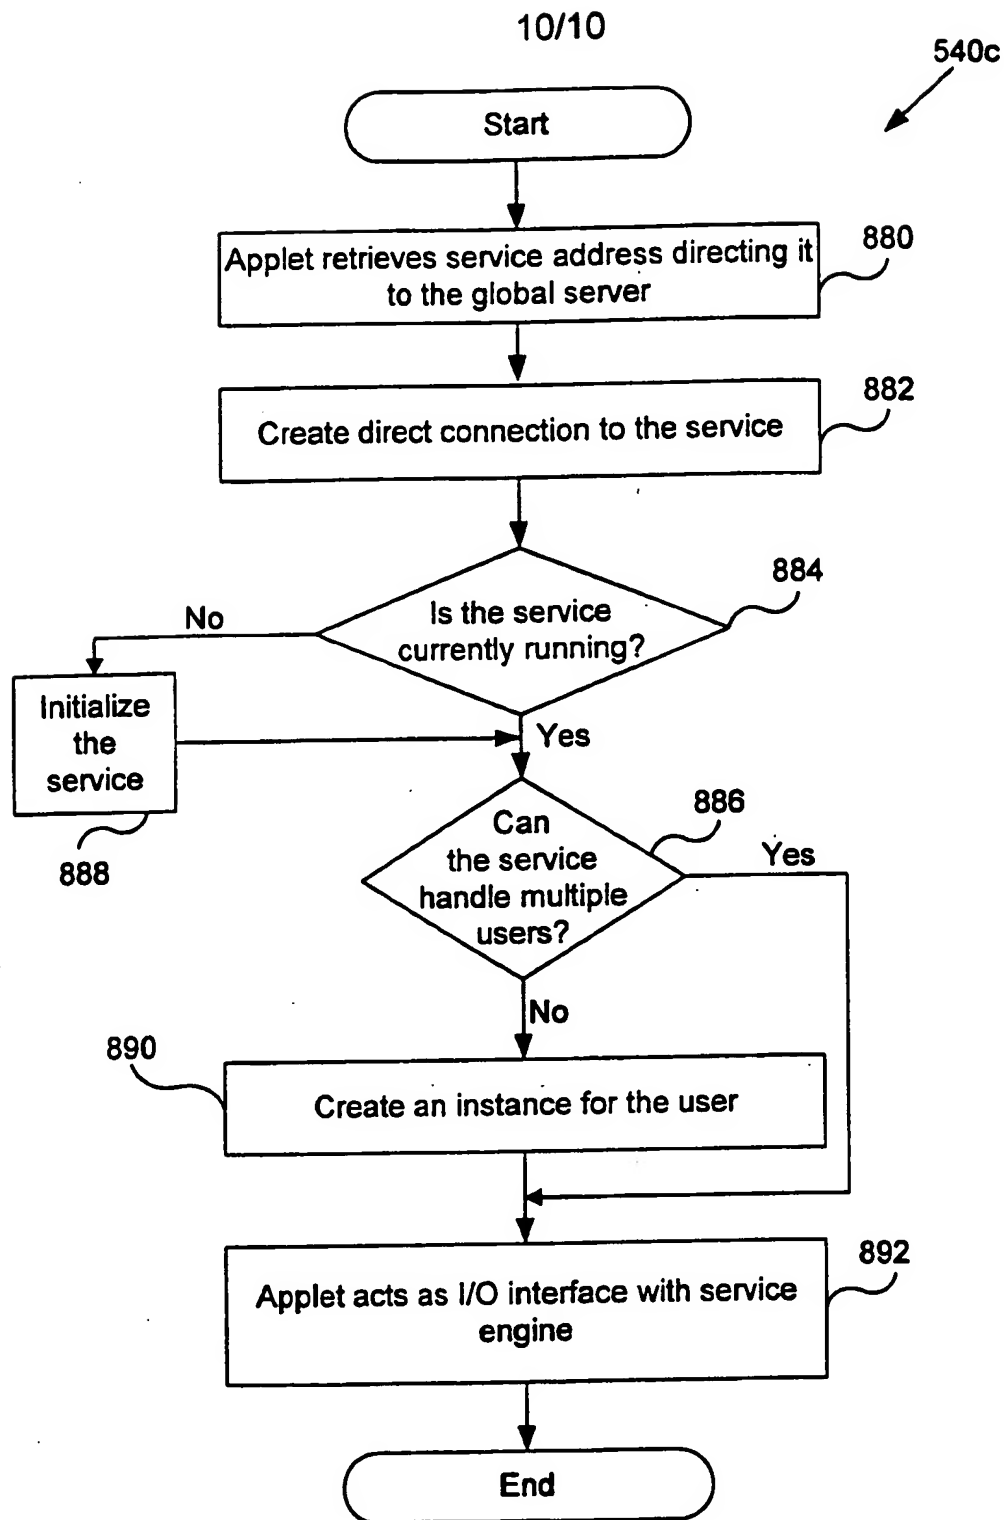 10/10
540c
Start
Applet retrieves service address directing it
to the global server
880
Create direct connection to the service
882
Is the service
currently running?
884
No
Initialize
the
service
888
Yes
Can
the service
handle multiple
users?
886
Yes
No
890
Create an instance for the user
Applet acts as I/O interface with service
engine
892
End